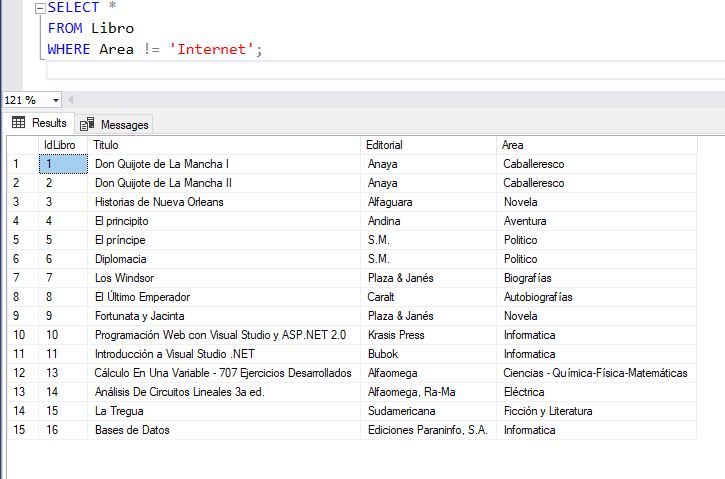 SELECT *
FROM Libro
WHERE Area != 'Internet';
121 %
Results Messages
IdLibro Titulo Editorial Area
1 1 Don Quijote de La Mancha I Anaya Caballeresco
2 2 Don Quijote de La Mancha II Anaya Caballeresco
3 3 Historias de Nueva Orleans Alfaguara Novela
4 4 El principito Andina Aventura
5 5 El príncipe S.M. Politico
6 6 Diplomacia S.M. Politico
7 7 Los Windsor Plaza & Janés Biografías
8 8 El Último Emperador Caralt Autobiografías
9 9 Fortunata y Jacinta Plaza & Janés Novela
10 10 Programación Web con Visual Studio y ASP.NET 2.0 Krasis Press Informatica
11 11 Introducción a Visual Studio .NET Bubok Informatica
12 13 Cálculo En Una Variable - 707 Ejercicios Desarrollados Alfaomega Ciencias - Química-Física-Matemáticas
13 14 Análisis De Circuitos Lineales 3a ed. Alfaomega, Ra-Ma Eléctrica
14 15 La Tregua Sudamericana Ficción y Literatura
15 16 Bases de Datos Ediciones Paraninfo, S.A. Informatica